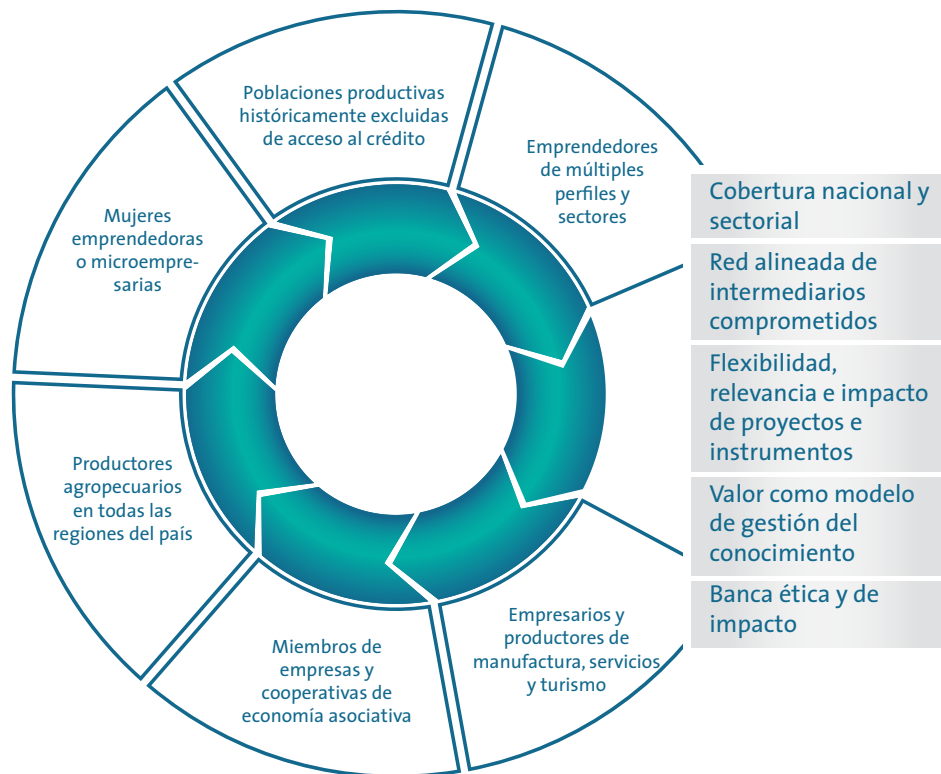 Poblaciones productivas
históricamente excluidas
de acceso al crédito
Emprendedores
de múltiples
perfiles y
sectores
Mujeres
emprendedoras
o microempre-
sarias
Productores
agropecuarios
en todas las
regiones del país
Miembros de
empresas y
cooperativas de
economía asociativa
Empresarios y
productores de
manufactura, servicios
y turismo
Cobertura nacional y
sectorial
Red alineada de
intermediarios
comprometidos
Flexibilidad,
relevancia e impacto
de proyectos e
instrumentos
Valor como modelo
de gestión del
conocimiento
Banca ética y de
impacto